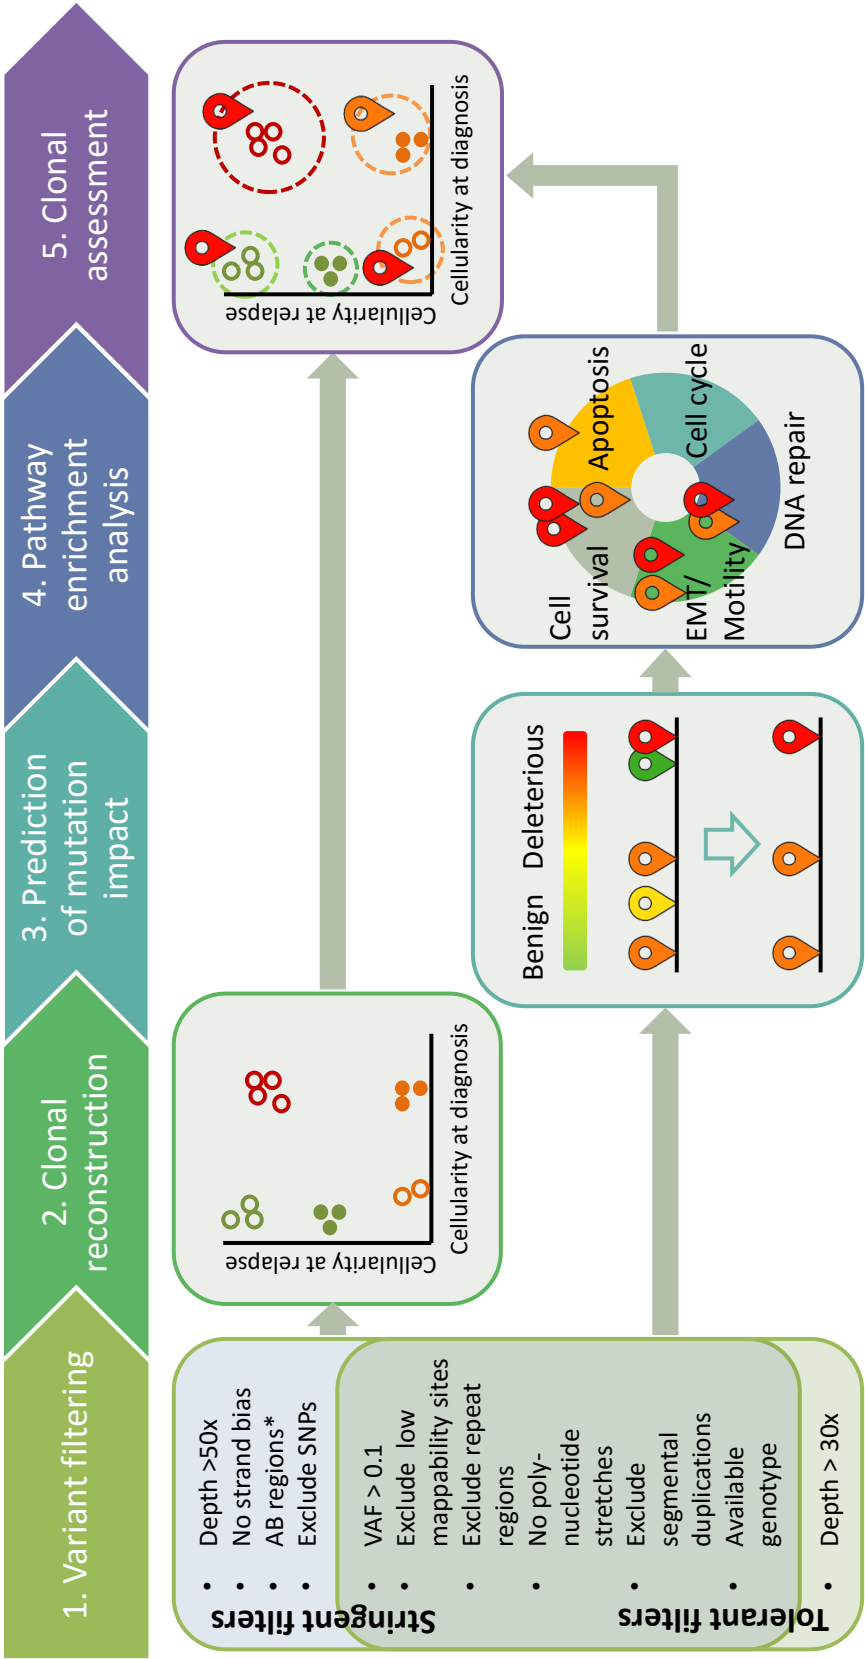 1. Variant filtering
2. Clonal
reconstruction
3. Prediction
of mutation
impact
4. Pathway
enrichment
analysis
5. Clonal
assessment
Stringent filters
• Depth >50x
• No strand bias
• AB regions*
• Exclude SNPs
• VAF > 0.1
• Exclude low
mappability sites
• Exclude repeat
regions
• No poly-
nucleotide
stretches
• Exclude
segmental
duplications
• Available
genotype
Tolerant filters
• Depth > 30x
Cellularity at relapse
Cellularity at diagnosis
Benign Deleterious
Cell
survival
Apoptosis
Cell cycle
EMT/
Motility
DNA repair
Cellularity at relapse
Cellularity at diagnosis